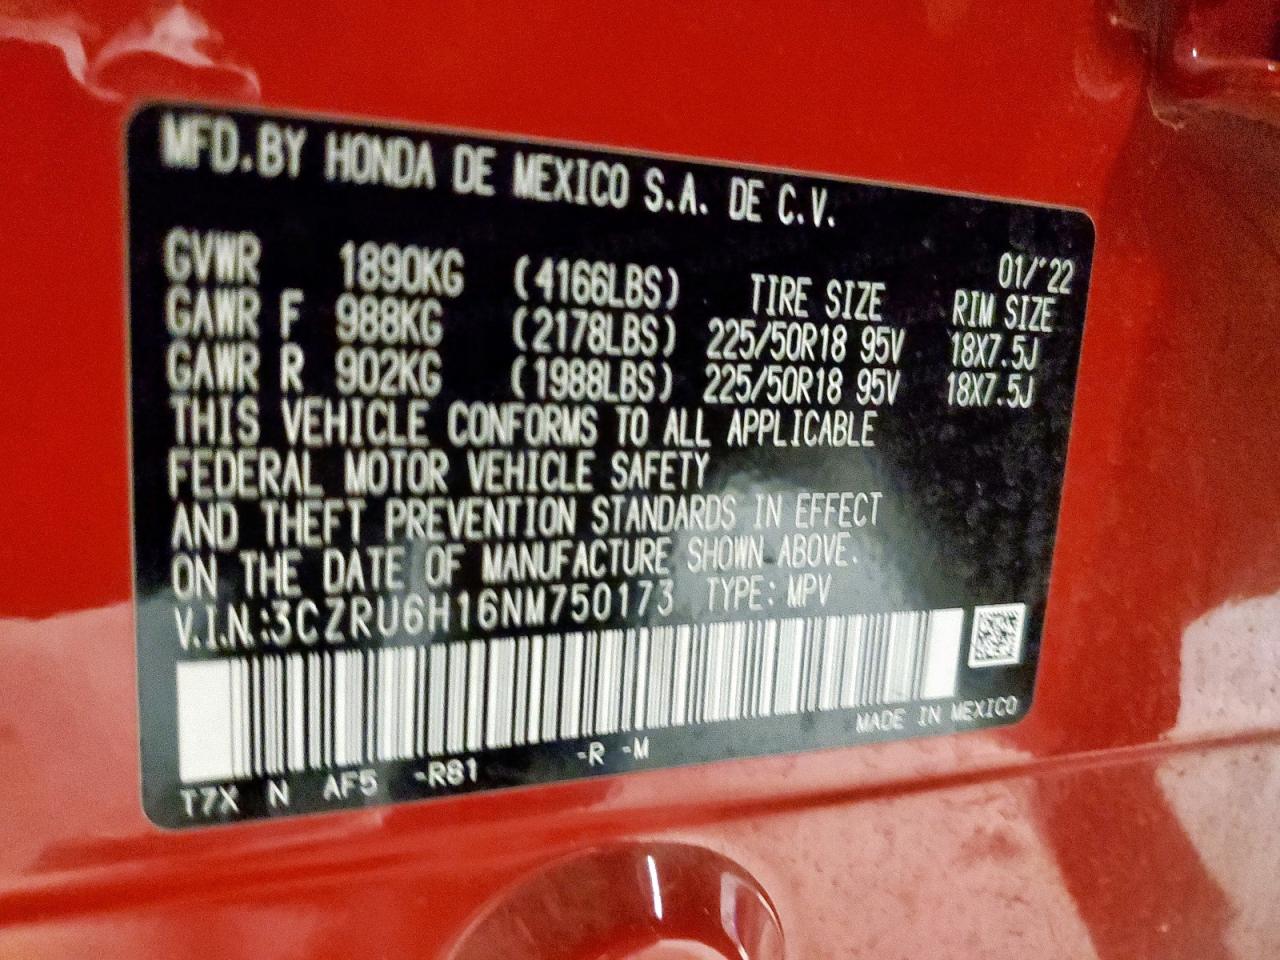 MFD.BY HONDA DE MEXICO S.A. DE C.V.
01/'22
GVWR 1890KG (4166LBS) TIRE SIZE RIM SIZE
GAWR F 988KG (2178LBS) 225/50R18 95V 18X7.5J
GAWR R 902KG (1988LBS) 225/50R18 95V 18X7.5J
THIS VEHICLE CONFORMS TO ALL APPLICABLE
FEDERAL MOTOR VEHICLE SAFETY
AND THEFT PREVENTION STANDARDS IN EFFECT
ON THE DATE OF MANUFACTURE SHOWN ABOVE.
V.I.N.:3CZRU6H16NM750173 TYPE: MPV
MADE IN MEXICO
T7X N AF5 -R81 -R -M